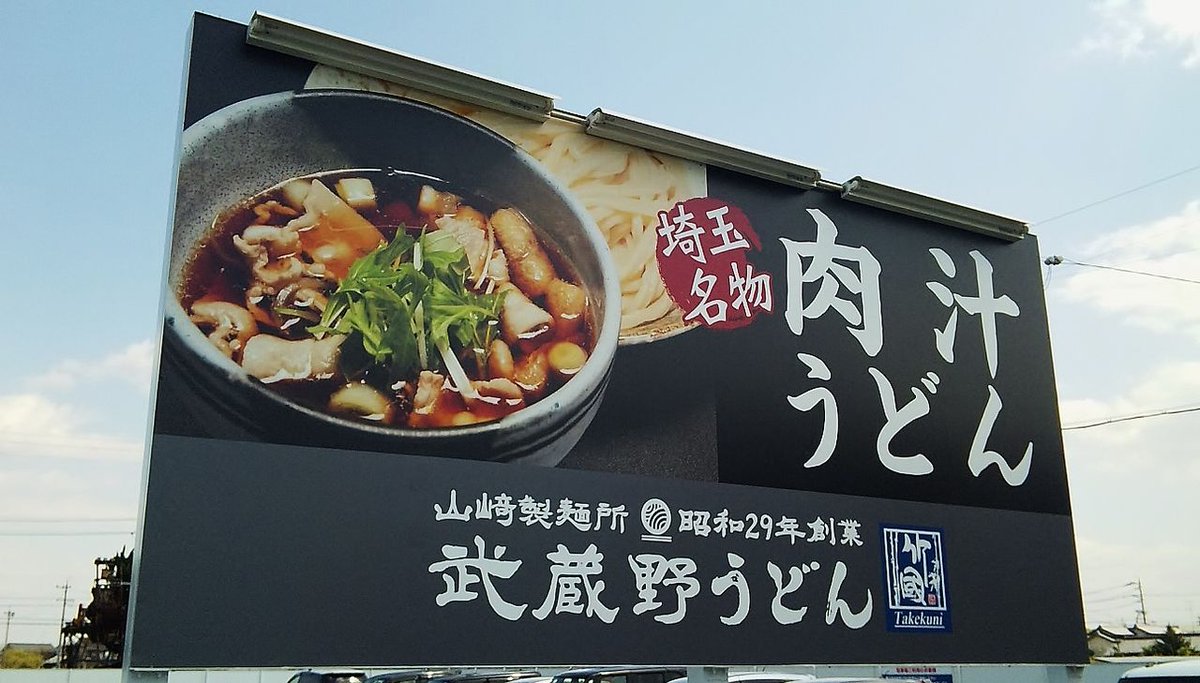 埼玉
名物
肉汁
うどん
山﨑製麺所 昭和29年創業
武蔵野うどん
竹國
Takekuni